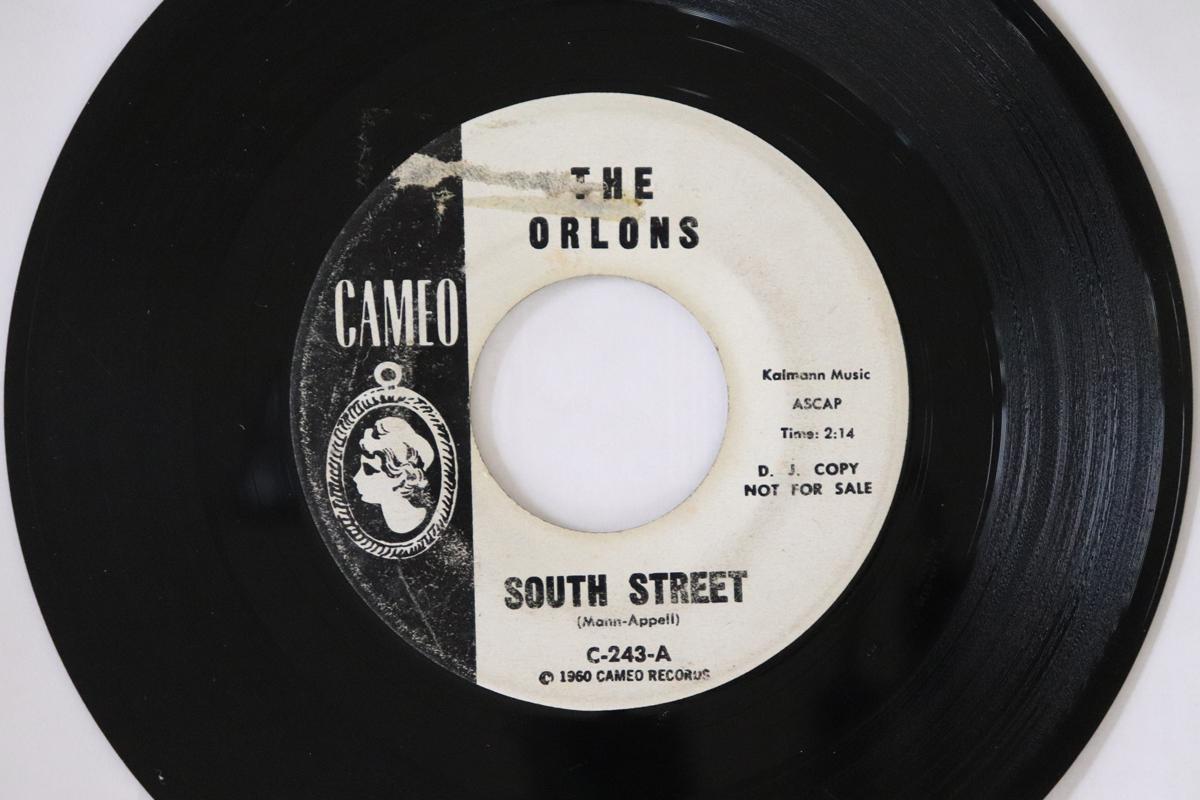 THE
ORLONS
CAMEO
Kalmann Music
ASCAP
Time: 2:14
D. J. COPY
NOT FOR SALE
SOUTH STREET
(Mann-Appell)
C-243-A
© 1960 CAMEO RECORDS